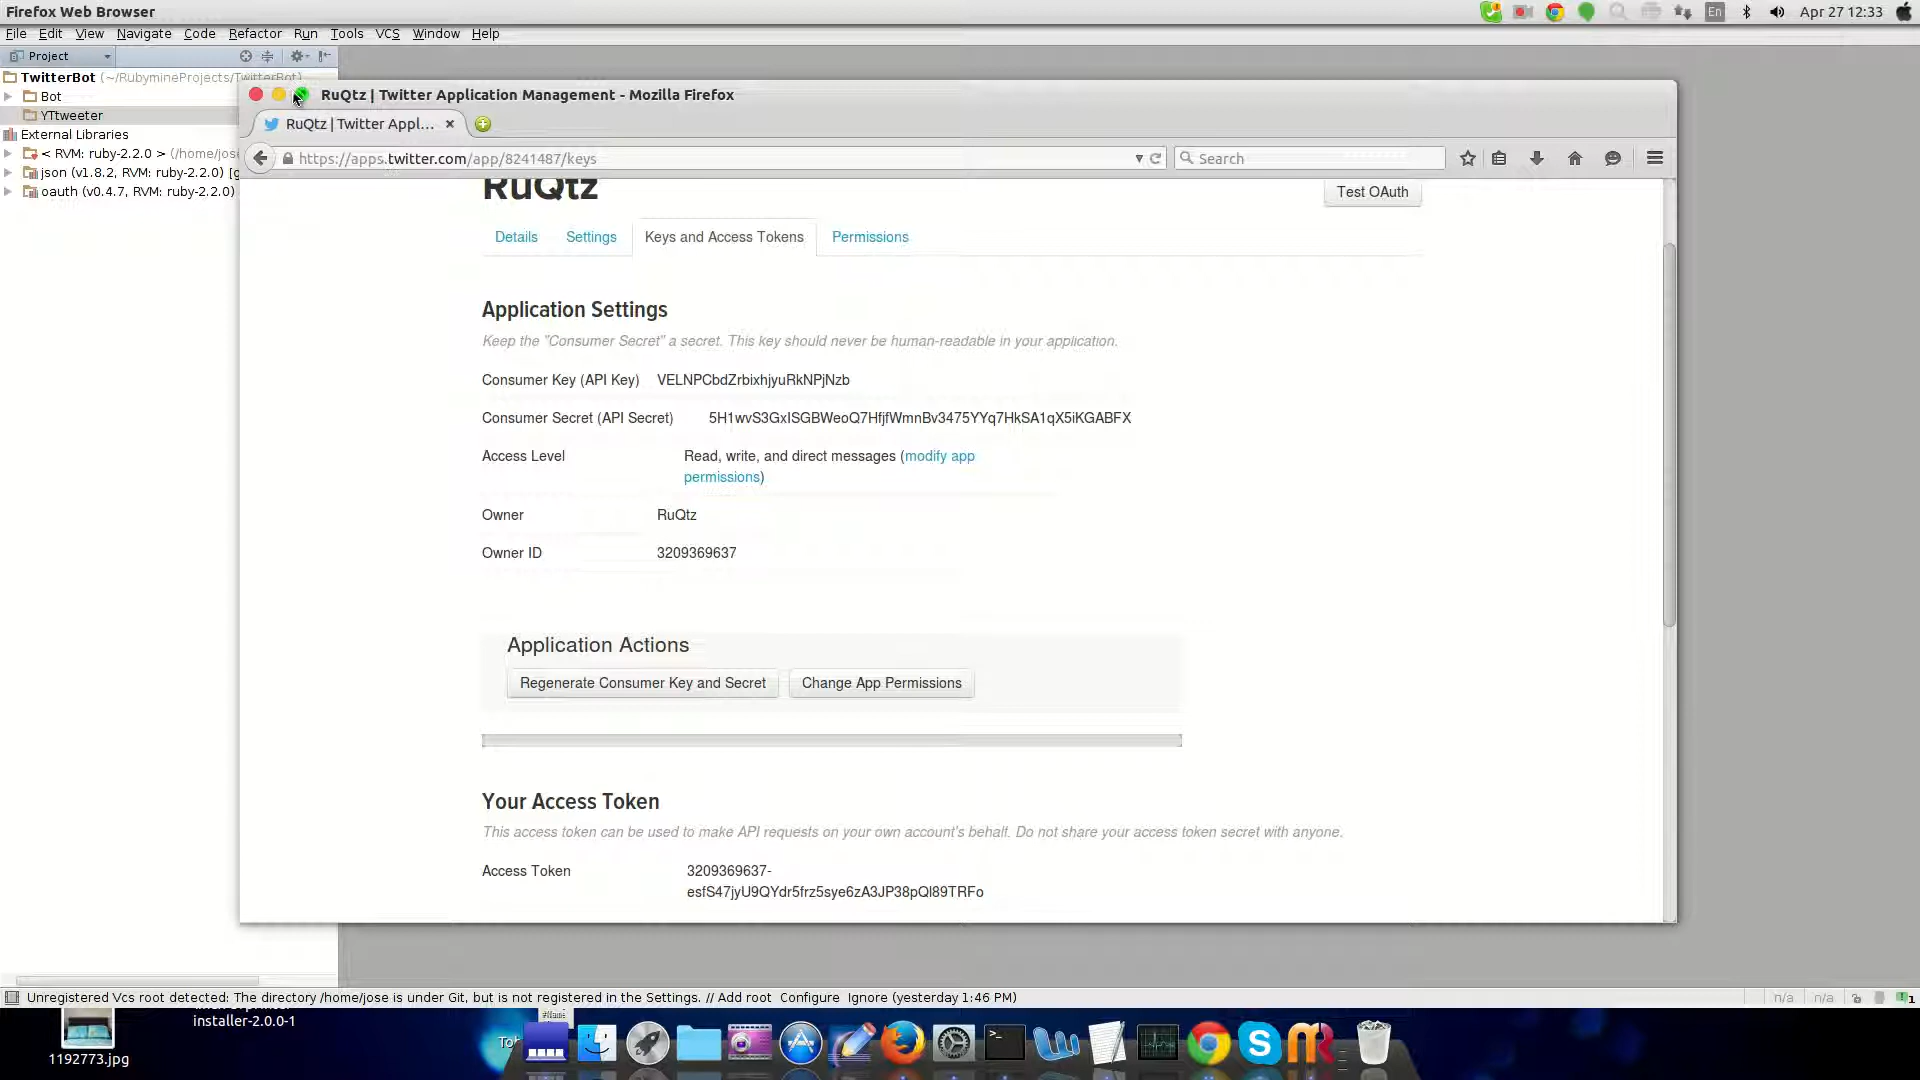 Firefox Web Browser
En
Apr 27 12:33
File Edit View Navigate Code Refactor Run Tools VCS Window Help
Project
TwitterBot (~/RubymineProjects/TwitterBot)
Bot
YTtweeter
External Libraries
< RVM: ruby-2.2.0 > (/home/jos
json (v1.8.2, RVM: ruby-2.2.0) [g
oauth (v0.4.7, RVM: ruby-2.2.0)
RuQtz | Twitter Application Management - Mozilla Firefox
RuQtz | Twitter Appl...
https://apps.twitter.com/app/8241487/keys
Search
RuQtz
Test OAuth
Details Settings Keys and Access Tokens Permissions
Application Settings
Keep the "Consumer Secret" a secret. This key should never be human-readable in your application.
Consumer Key (API Key) VELNPCbdZrbixhjyuRkNPjNzb
Consumer Secret (API Secret) 5H1wvS3GxISGBWeoQ7HfjfWmnBv3475YYq7HkSA1qX5iKGABFX
Access Level Read, write, and direct messages (modify app
permissions)
Owner RuQtz
Owner ID 3209369637
Application Actions
Regenerate Consumer Key and Secret Change App Permissions
Your Access Token
This access token can be used to make API requests on your own account's behalf. Do not share your access token secret with anyone.
Access Token 3209369637-
esfS47jyU9QYdr5frz5sye6zA3JP38pQl89TRFo
Unregistered Vcs root detected: The directory /home/jose is under Git, but is not registered in the Settings. // Add root Configure Ignore (yesterday 1:46 PM)
n/a n/a 1
installer-2.0.0-1
1192773.jpg